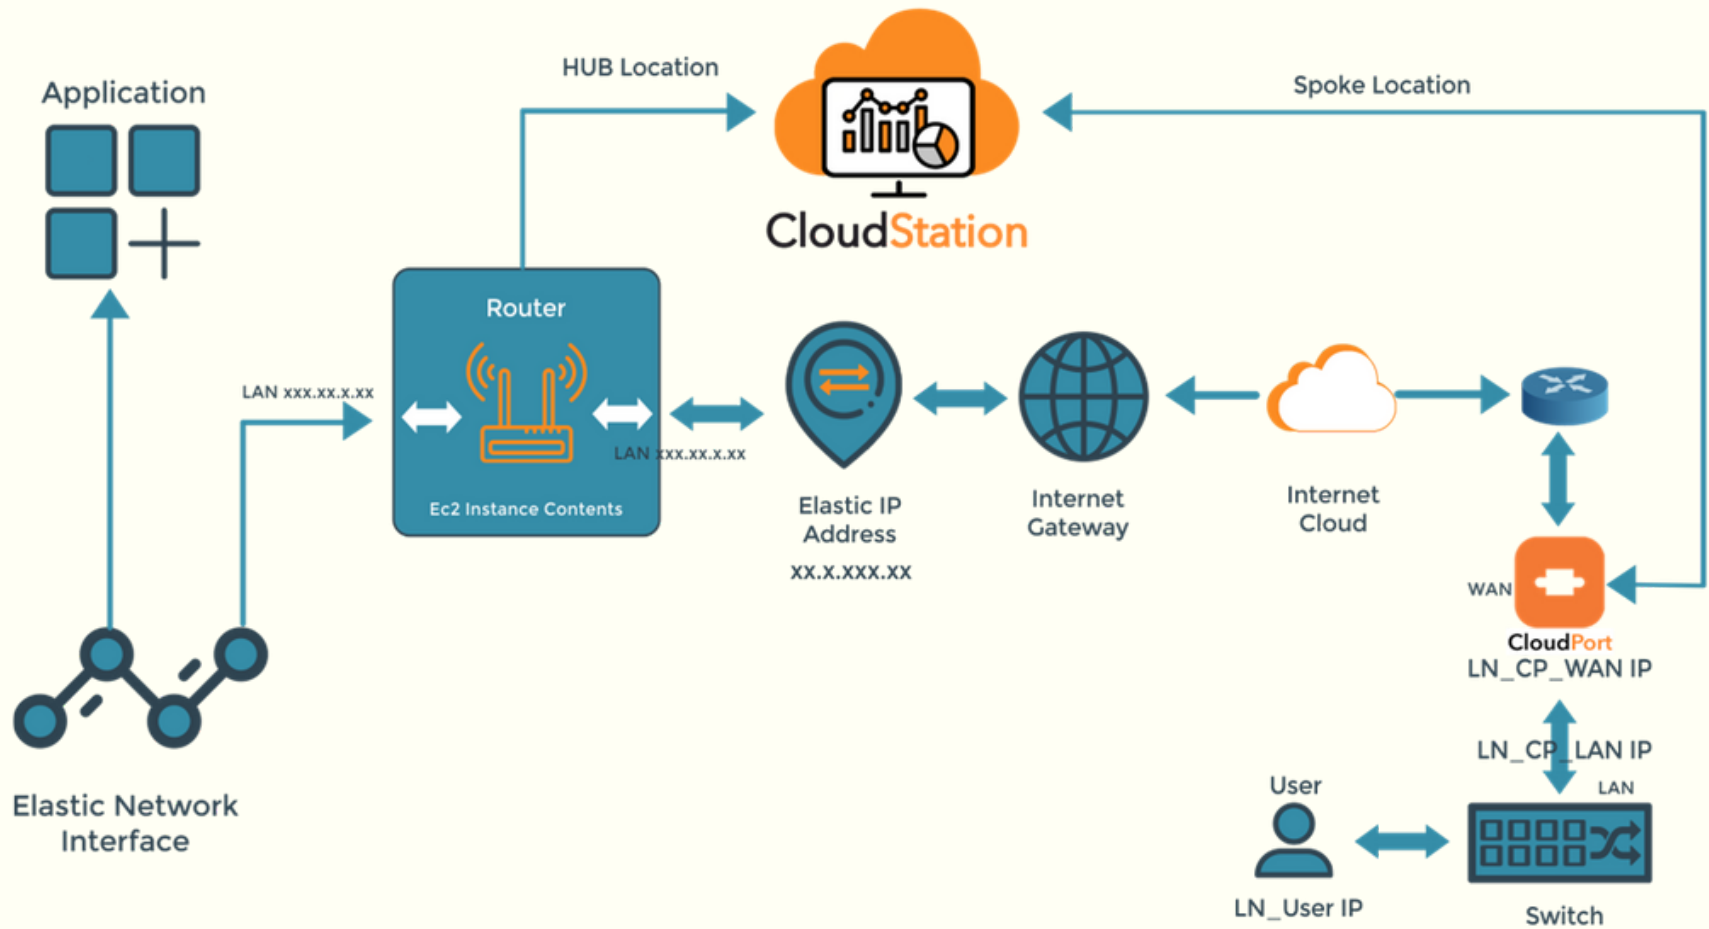 HUB Location
Spoke Location
Application
CloudStation
Router
LAN xxx.xx.x.xx
LAN xxx.xx.x.xx
Ec2 Instance Contents
Elastic IP
Address
xx.x.xxx.xx
Internet
Gateway
Internet
Cloud
WAN
CloudPort
LN_CP_WAN IP
LN_CP_LAN IP
LAN
Elastic Network
Interface
User
LN_User IP
Switch